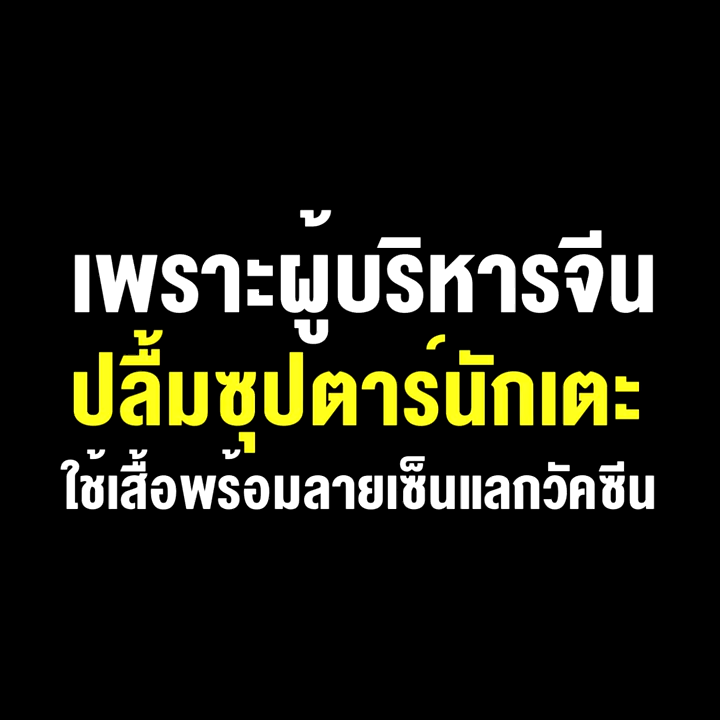 เพราะผู้บริหารจีน
ปลื้มซุปตาร์นักเตะ
ใช้เสื้อพร้อมลายเซ็นแลกวัคซีน